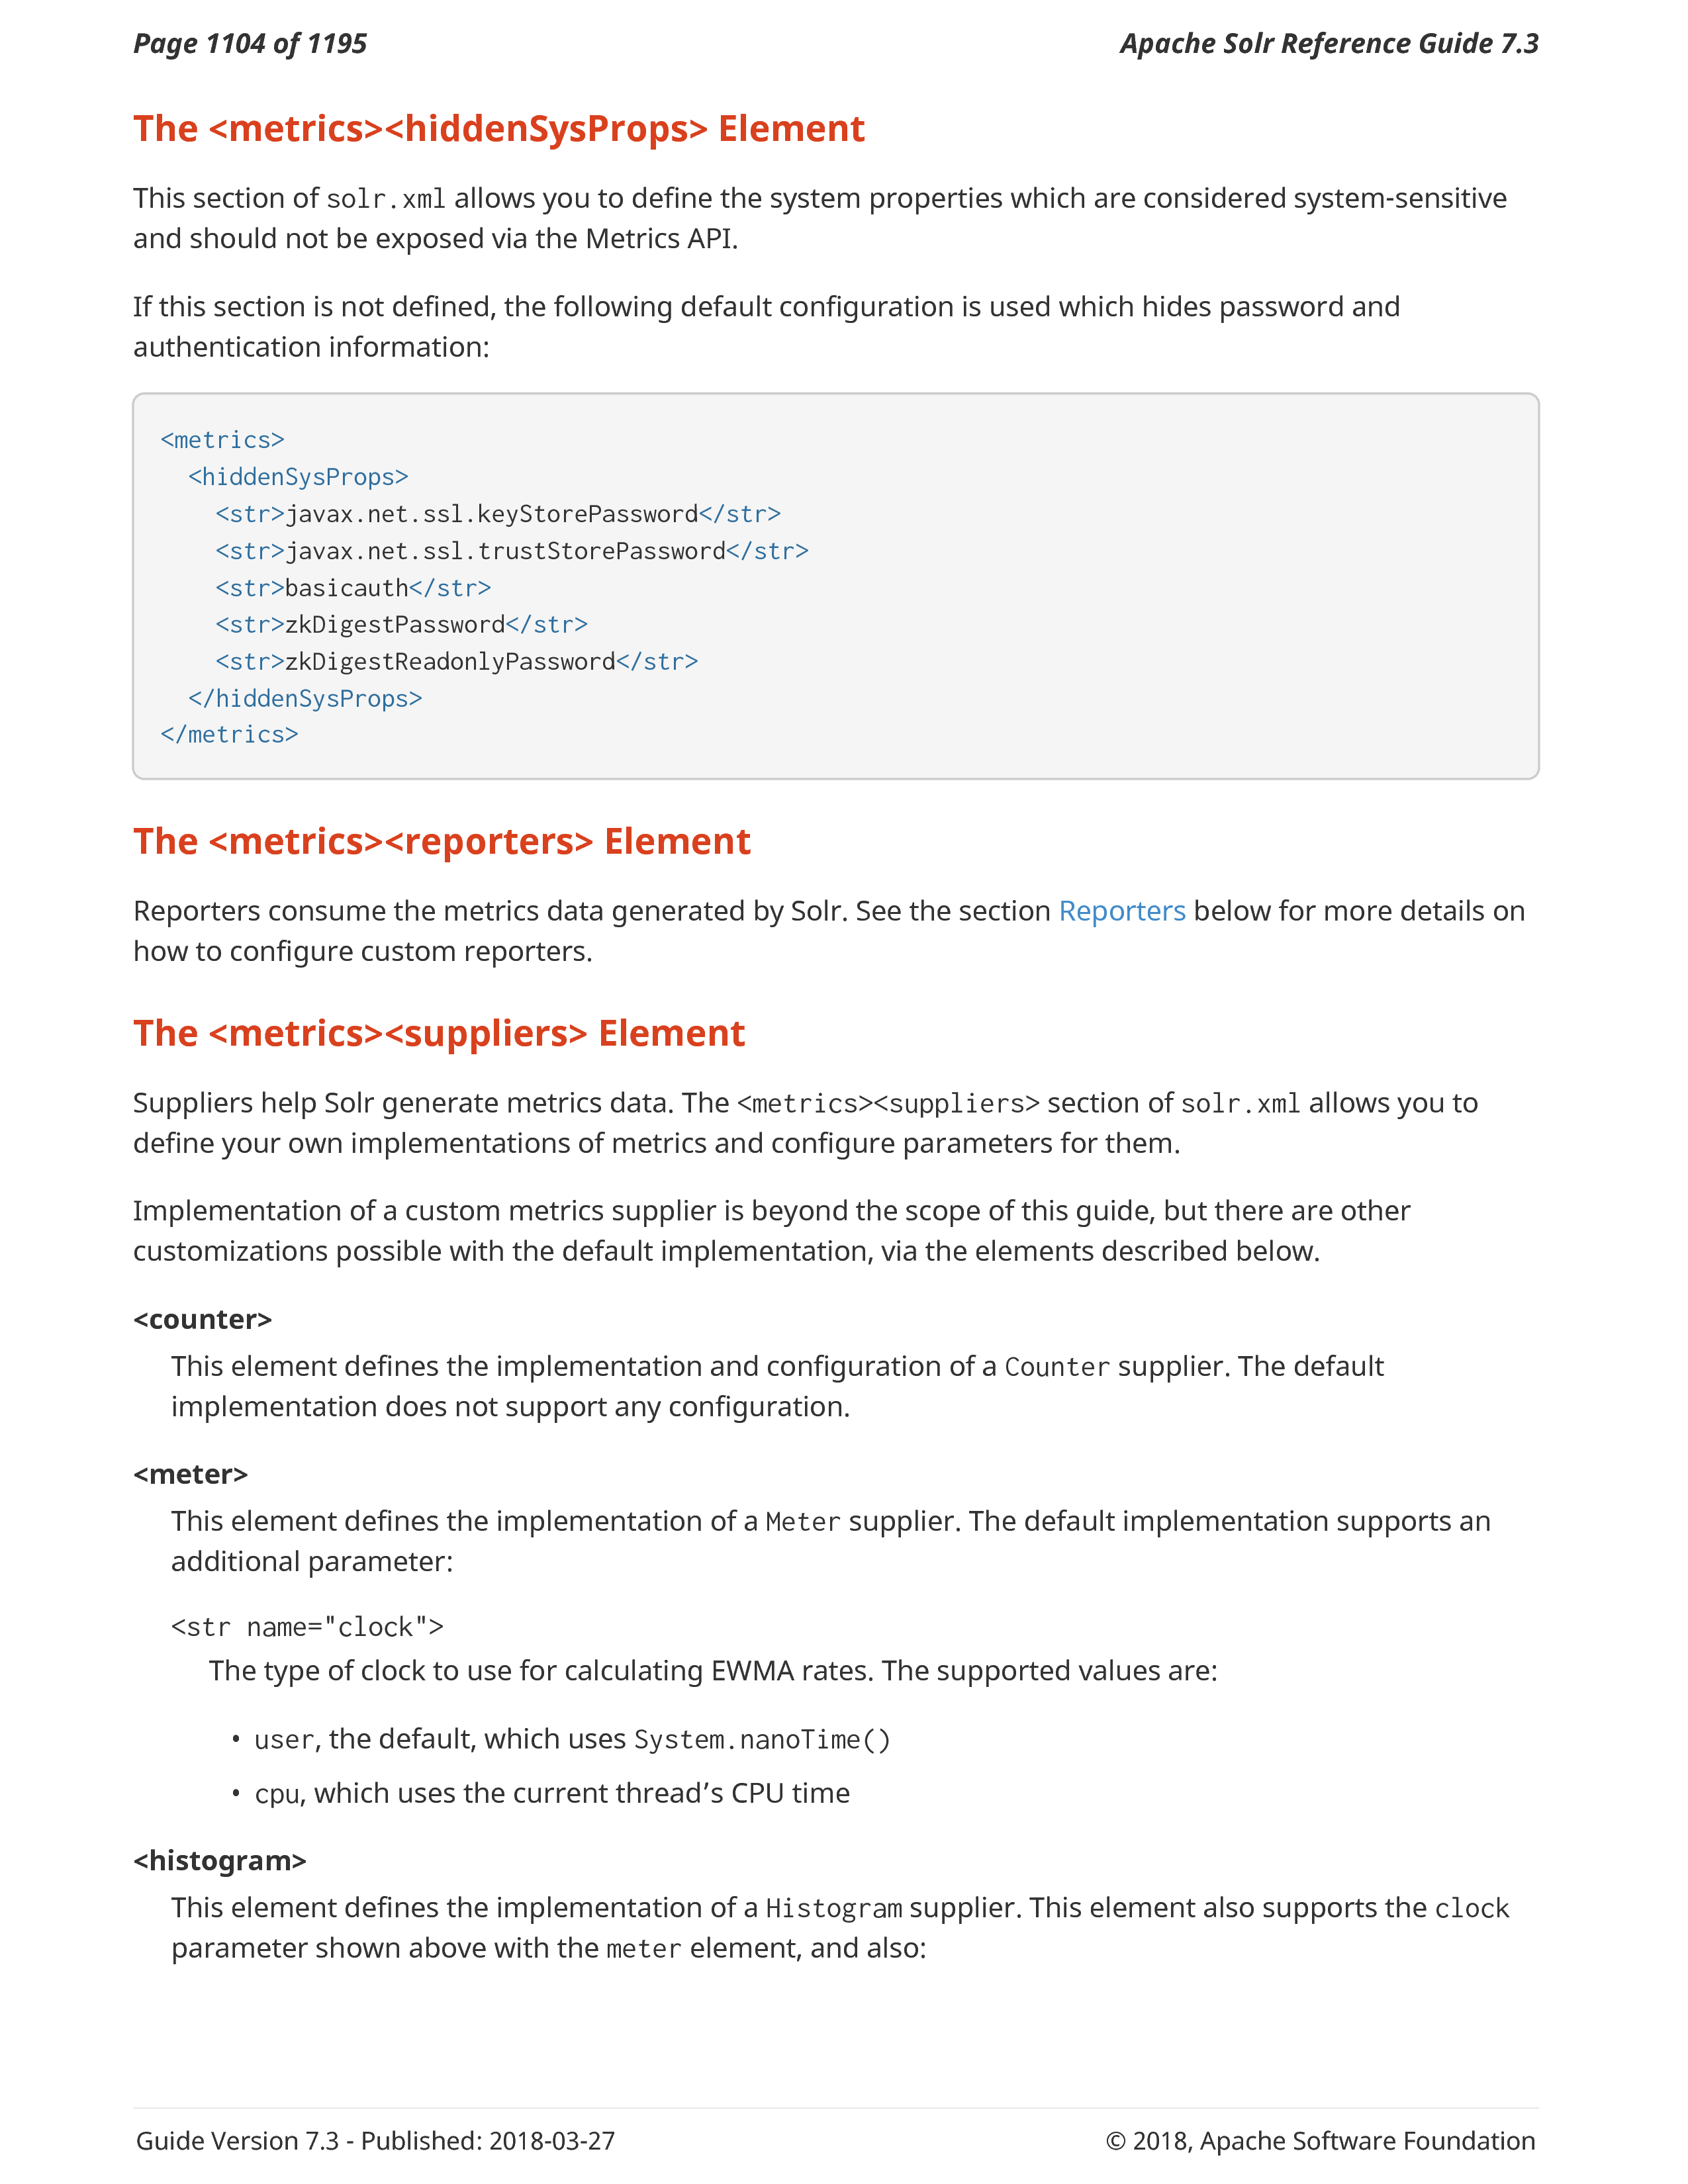 Page 1104 of 1195
Apache Solr Reference Guide 7.3
The <metrics><hiddenSysProps> Element
This section of solr.xml allows you to define the system properties which are considered system-sensitive
and should not be exposed via the Metrics API.
If this section is not defined, the following default configuration is used which hides password and
authentication information:
<metrics>
  <hiddenSysProps>
    <str>javax.net.ssl.keyStorePassword</str>
    <str>javax.net.ssl.trustStorePassword</str>
    <str>basicauth</str>
    <str>zkDigestPassword</str>
    <str>zkDigestReadonlyPassword</str>
  </hiddenSysProps>
</metrics>
The <metrics><reporters> Element
Reporters consume the metrics data generated by Solr. See the section Reporters below for more details on
how to configure custom reporters.
The <metrics><suppliers> Element
Suppliers help Solr generate metrics data. The <metrics><suppliers> section of solr.xml allows you to
define your own implementations of metrics and configure parameters for them.
Implementation of a custom metrics supplier is beyond the scope of this guide, but there are other
customizations possible with the default implementation, via the elements described below.
<counter>
This element defines the implementation and configuration of a Counter supplier. The default
implementation does not support any configuration.
<meter>
This element defines the implementation of a Meter supplier. The default implementation supports an
additional parameter:
<str name="clock">
The type of clock to use for calculating EWMA rates. The supported values are:
• user, the default, which uses System.nanoTime()
• cpu, which uses the current thread’s CPU time
<histogram>
This element defines the implementation of a Histogram supplier. This element also supports the clock
parameter shown above with the meter element, and also:
Guide Version 7.3 - Published: 2018-03-27
© 2018, Apache Software Foundation